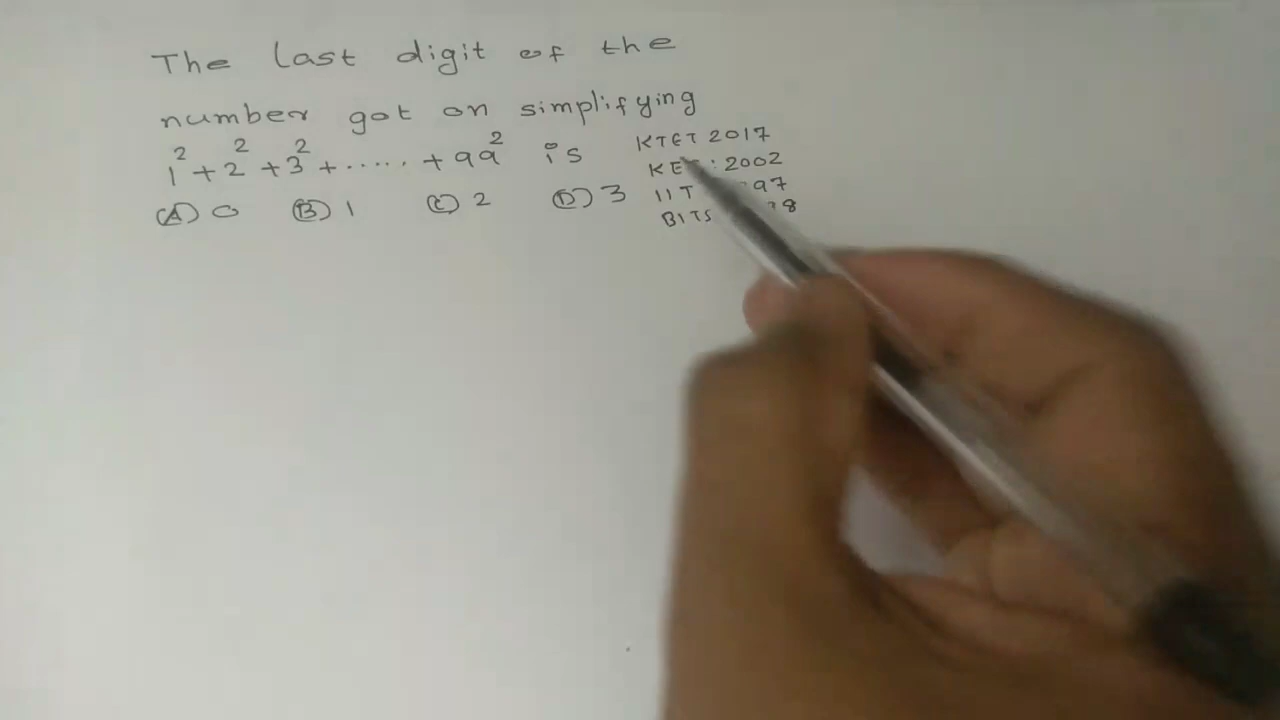 The last digit of the
number got on simplifying
1² + 2² + 3² + ...... + 99² is
(A) 0 (B) 1 (C) 2 (D) 3
KTET 2017
2002
IIT
BITS